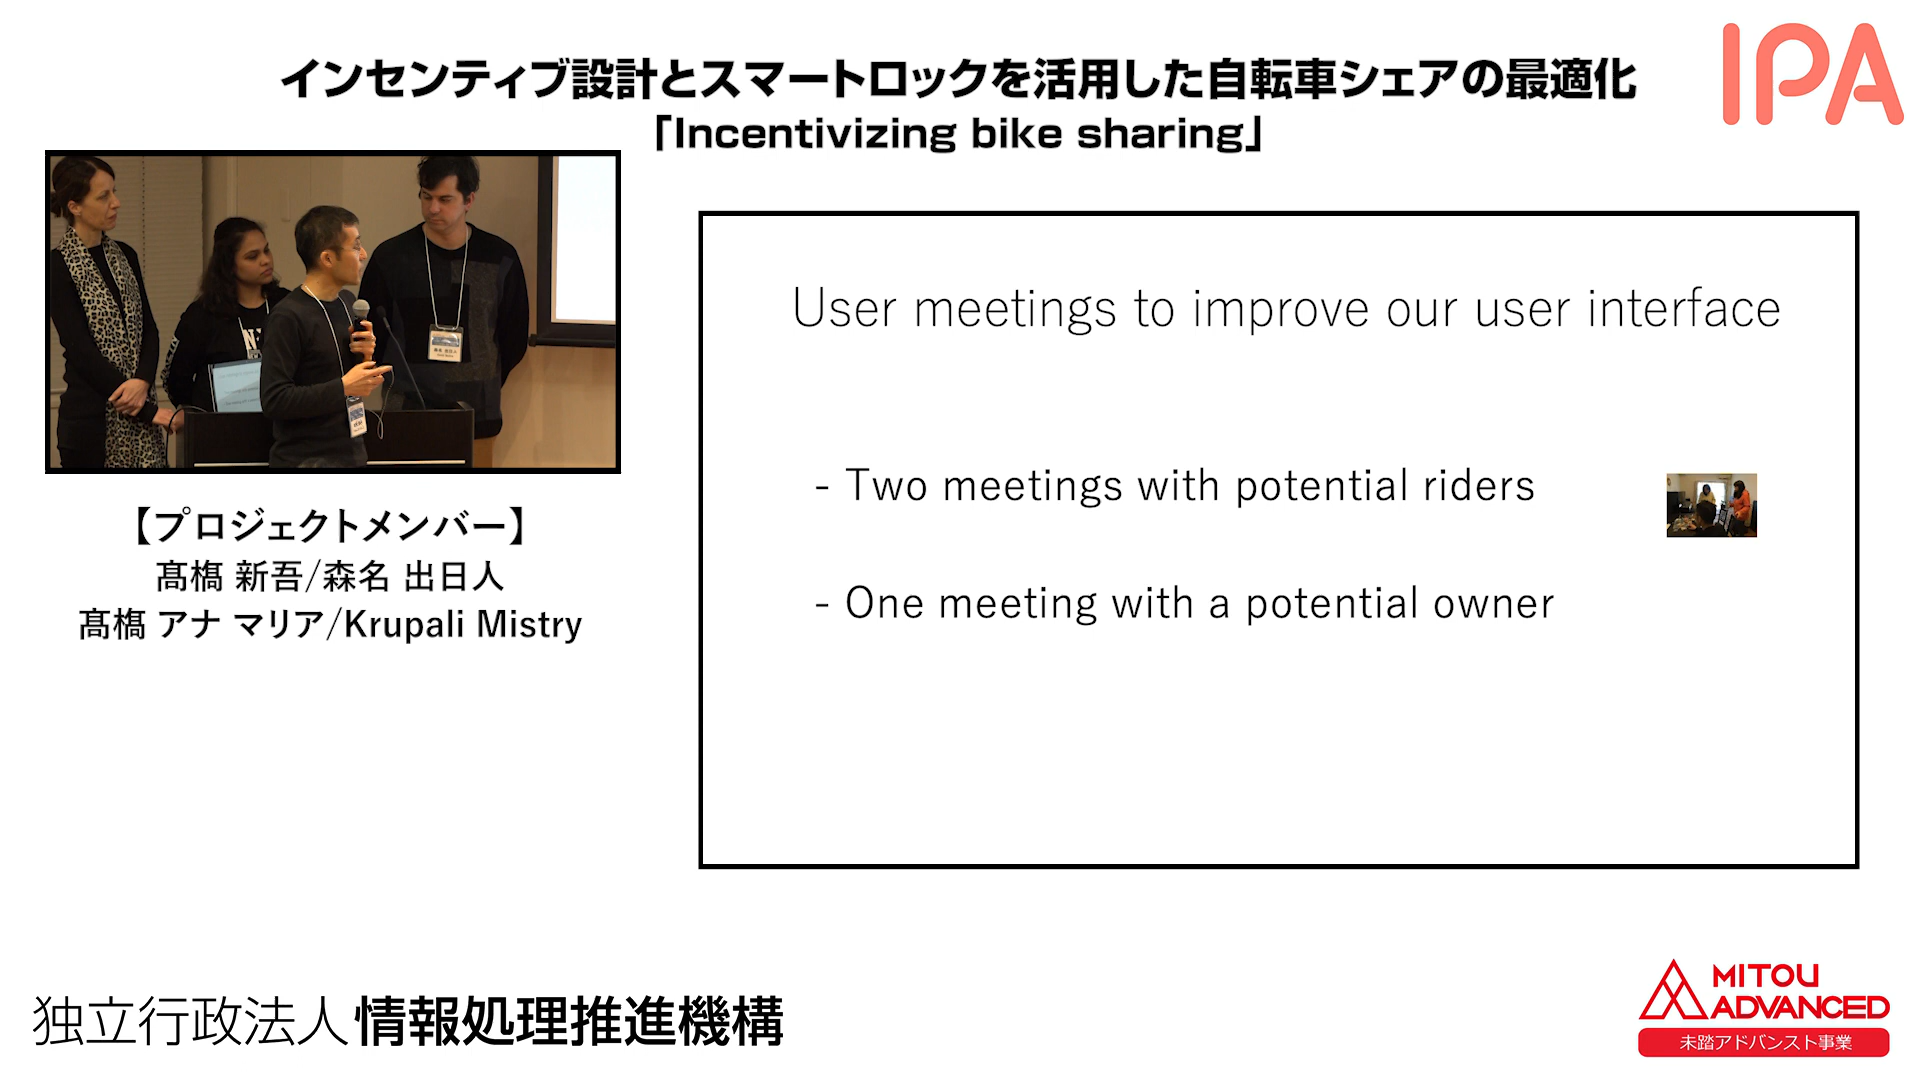 インセンティブ設計とスマートロックを活用した自転車シェアの最適化
「Incentivizing bike sharing」
IPA
User meetings to improve our user interface
- Two meetings with potential riders
- One meeting with a potential owner
【プロジェクトメンバー】
髙橋 新吾/森名 出日人
髙橋 アナ マリア/Krupali Mistry
独立行政法人情報処理推進機構
MITOU
ADVANCED
未踏アドバンスト事業